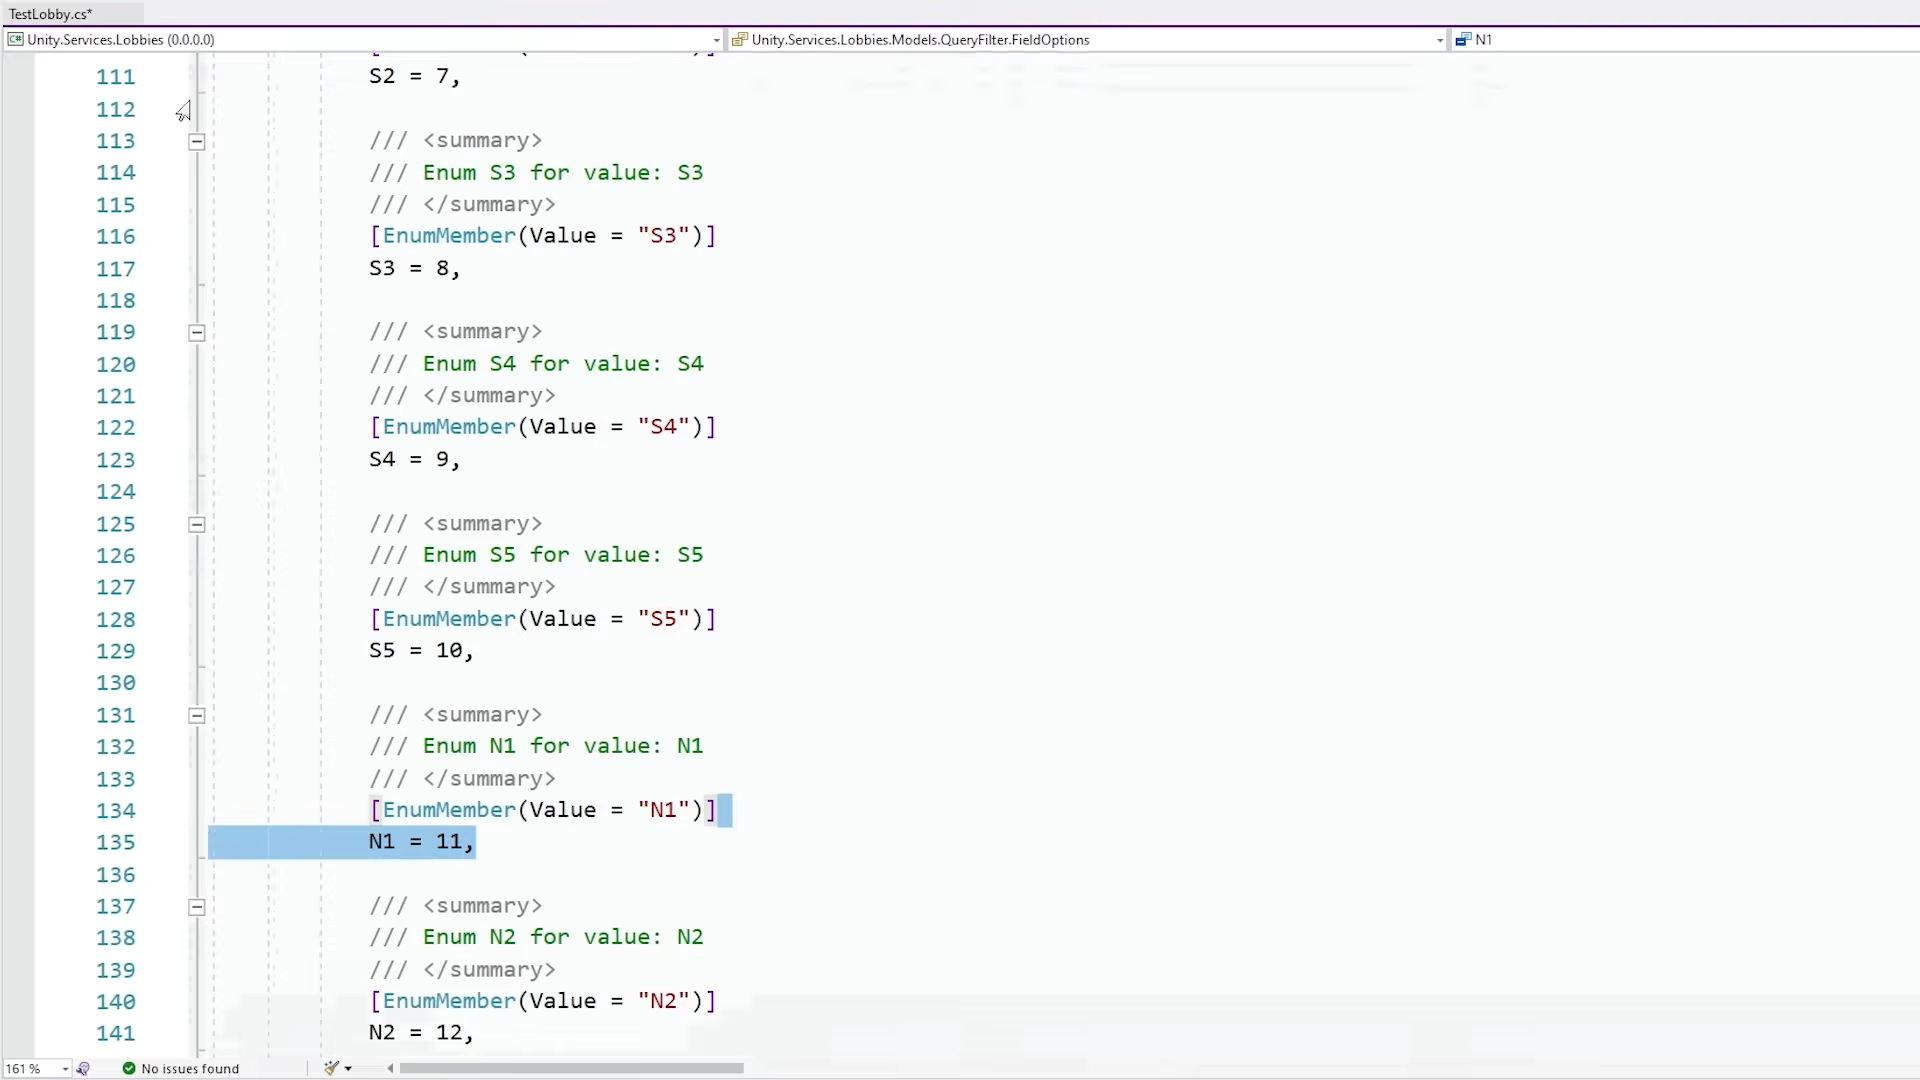 TestLobby.cs*
Unity.Services.Lobbies (0.0.0.0) Unity.Services.Lobbies.Models.QueryFilter.FieldOptions N1
111 S2 = 7,
112
113 /// <summary>
114 /// Enum S3 for value: S3
115 /// </summary>
116 [EnumMember(Value = "S3")]
117 S3 = 8,
118
119 /// <summary>
120 /// Enum S4 for value: S4
121 /// </summary>
122 [EnumMember(Value = "S4")]
123 S4 = 9,
124
125 /// <summary>
126 /// Enum S5 for value: S5
127 /// </summary>
128 [EnumMember(Value = "S5")]
129 S5 = 10,
130
131 /// <summary>
132 /// Enum N1 for value: N1
133 /// </summary>
134 [EnumMember(Value = "N1")]
135 N1 = 11,
136
137 /// <summary>
138 /// Enum N2 for value: N2
139 /// </summary>
140 [EnumMember(Value = "N2")]
141 N2 = 12,
161 % No issues found